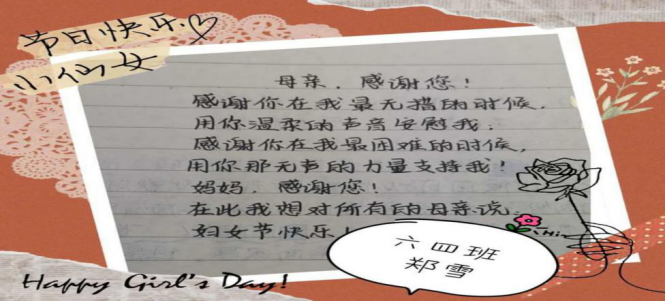 节日快乐
小仙女
母亲,感谢您!
感谢你在我最无措的时候,
用你温柔的声音安慰我;
感谢你在我最困难的时候,
用你那无声的力量支持我!
妈妈,感谢您!
在此我想对所有的母亲说,
妇女节快乐!
六四班
郑雪
Happy Girl's Day!